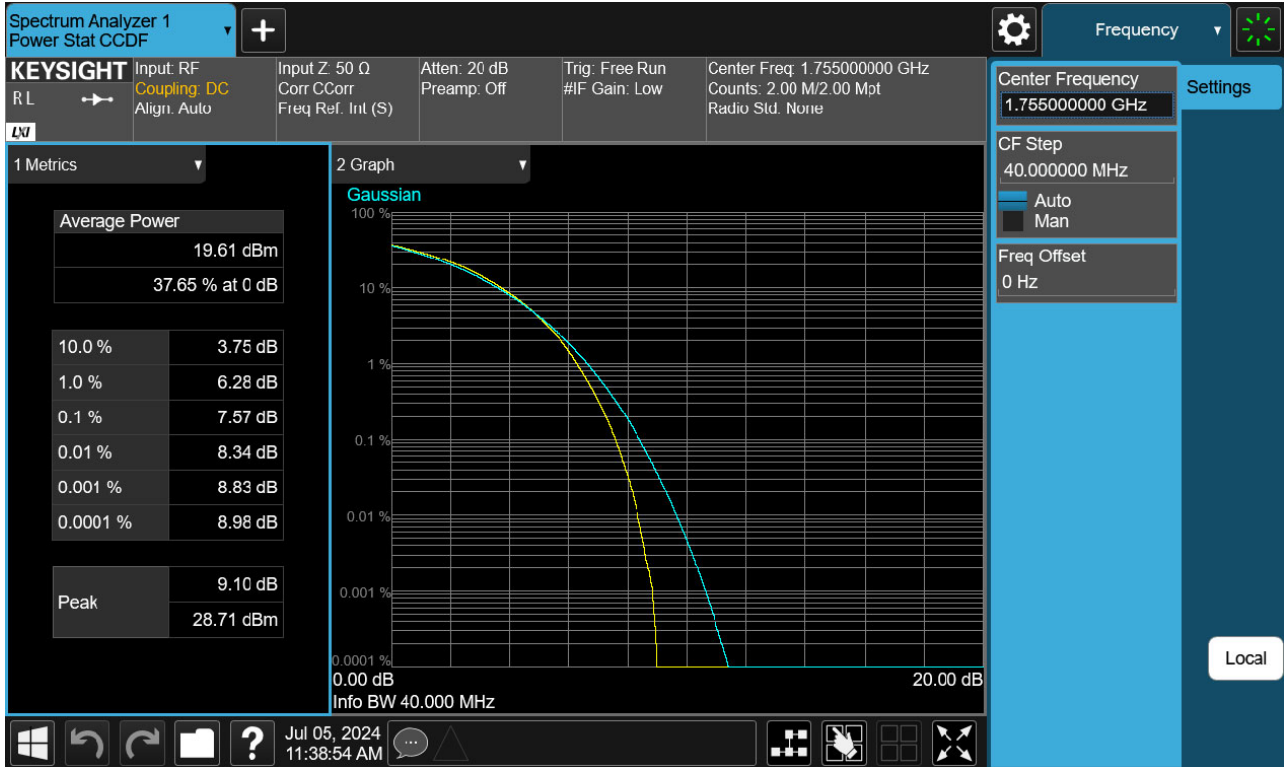 Spectrum Analyzer 1
Power Stat CCDF
Frequency
KEYSIGHT
R L
LXI
Input: RF
Coupling: DC
Align: Auto
Input Z: 50 Ω
Corr CCorr
Freq Ref: Int (S)
Atten: 20 dB
Preamp: Off
Trig: Free Run
#IF Gain: Low
Center Freq: 1.755000000 GHz
Counts: 2.00 M/2.00 Mpt
Radio Std: None
Center Frequency
1.755000000 GHz
Settings
CF Step
40.000000 MHz
Auto
Man
Freq Offset
0 Hz
1 Metrics
Average Power
19.61 dBm
37.65 % at 0 dB
10.0 % 3.75 dB
1.0 % 6.28 dB
0.1 % 7.57 dB
0.01 % 8.34 dB
0.001 % 8.83 dB
0.0001 % 8.98 dB
Peak 9.10 dB
28.71 dBm
2 Graph
Gaussian
100 %
10 %
1 %
0.1 %
0.01 %
0.001 %
0.0001 %
0.00 dB 20.00 dB
Info BW 40.000 MHz
Local
?
Jul 05, 2024
11:38:54 AM